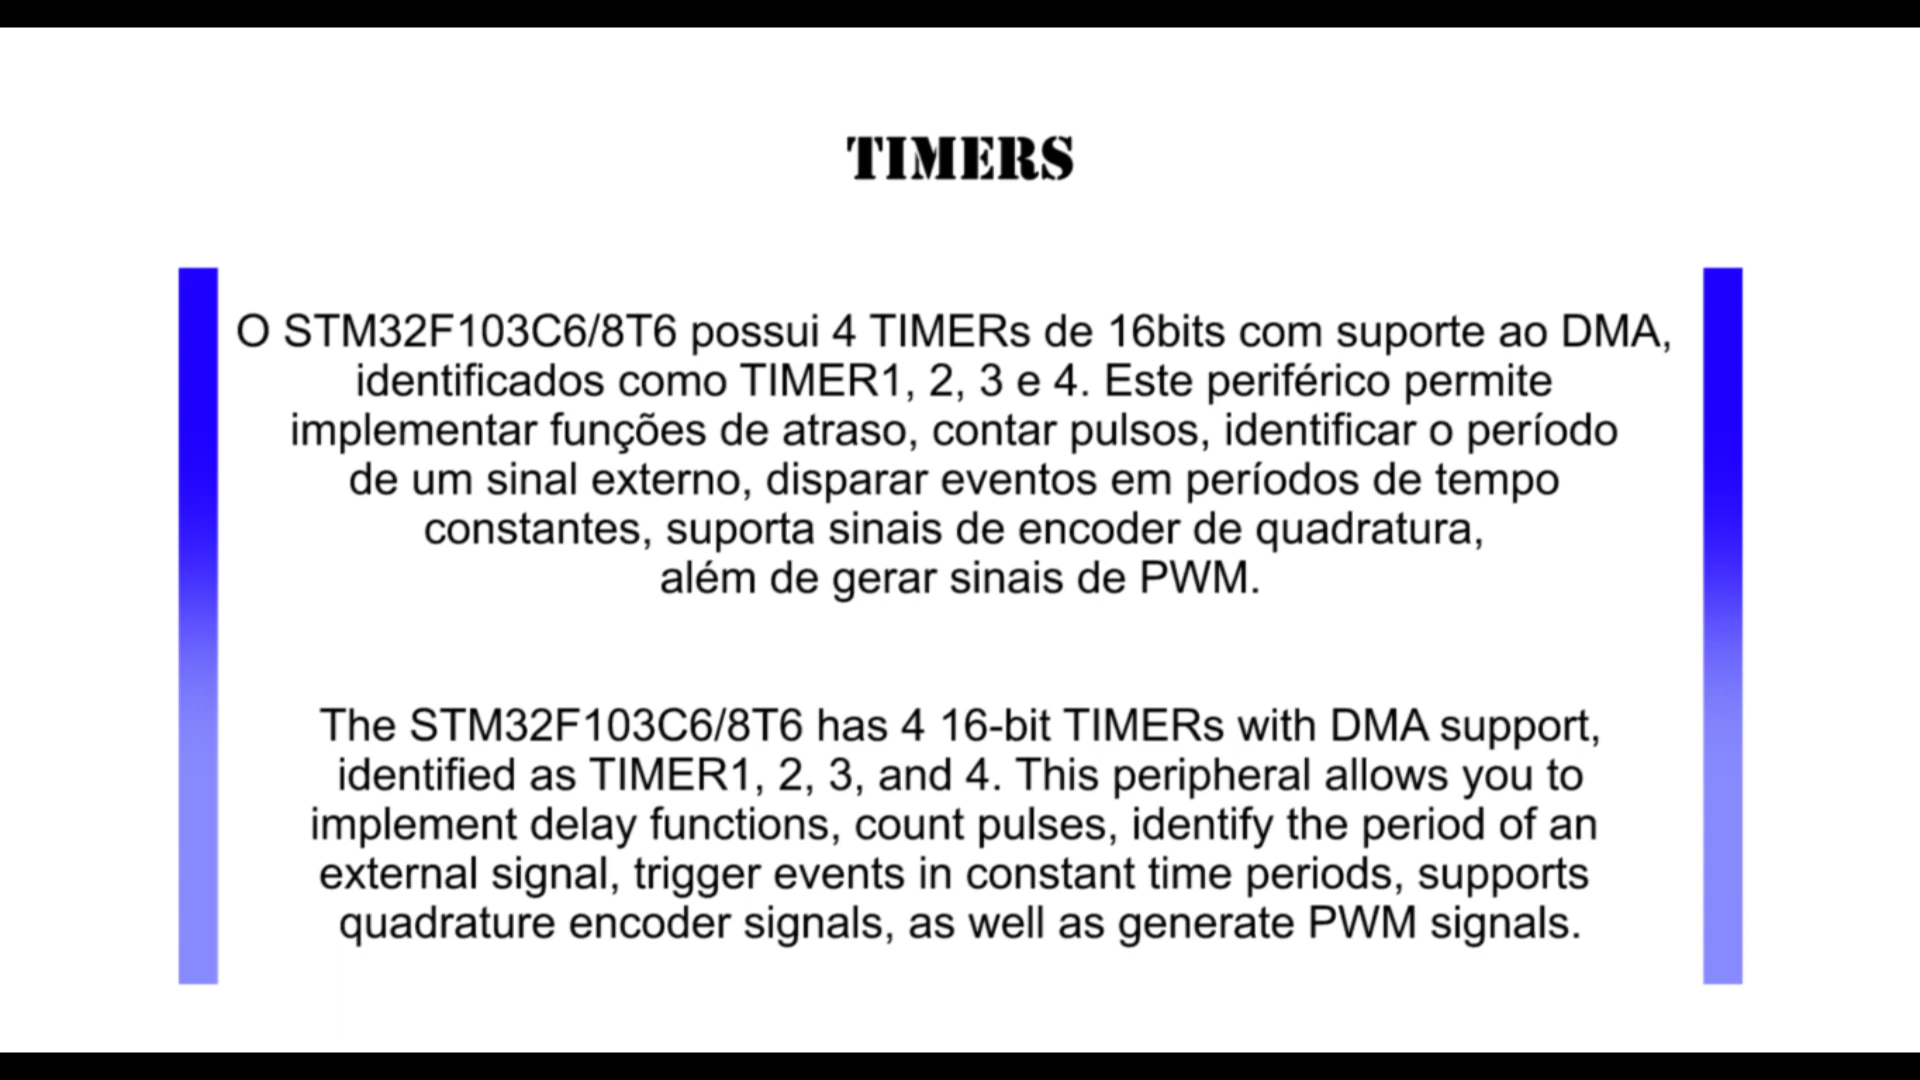 TIMERS
O STM32F103C6/8T6 possui 4 TIMERs de 16bits com suporte ao DMA,
identificados como TIMER1, 2, 3 e 4. Este periférico permite
implementar funções de atraso, contar pulsos, identificar o período
de um sinal externo, disparar eventos em períodos de tempo
constantes, suporta sinais de encoder de quadratura,
além de gerar sinais de PWM.
The STM32F103C6/8T6 has 4 16-bit TIMERs with DMA support,
identified as TIMER1, 2, 3, and 4. This peripheral allows you to
implement delay functions, count pulses, identify the period of an
external signal, trigger events in constant time periods, supports
quadrature encoder signals, as well as generate PWM signals.